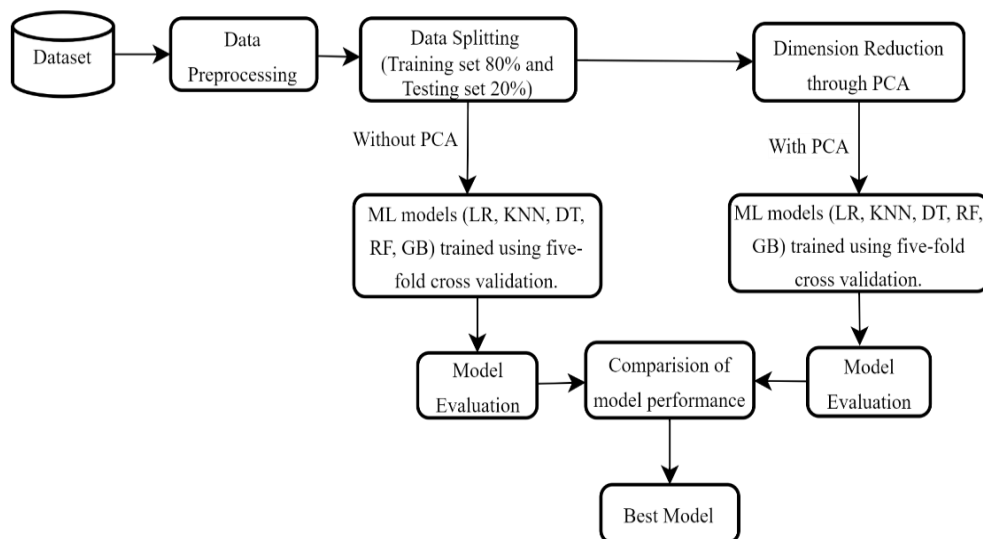 Dataset
Data
Preprocessing
Data Splitting
(Training set 80% and
Testing set 20%)
Dimension Reduction
through PCA
Without PCA
With PCA
ML models (LR, KNN, DT,
RF, GB) trained using five-
fold cross validation.
ML models (LR, KNN, DT, RF,
GB) trained using five-fold
cross validation.
Model
Evaluation
Comparision of
model performance
Model
Evaluation
Best Model